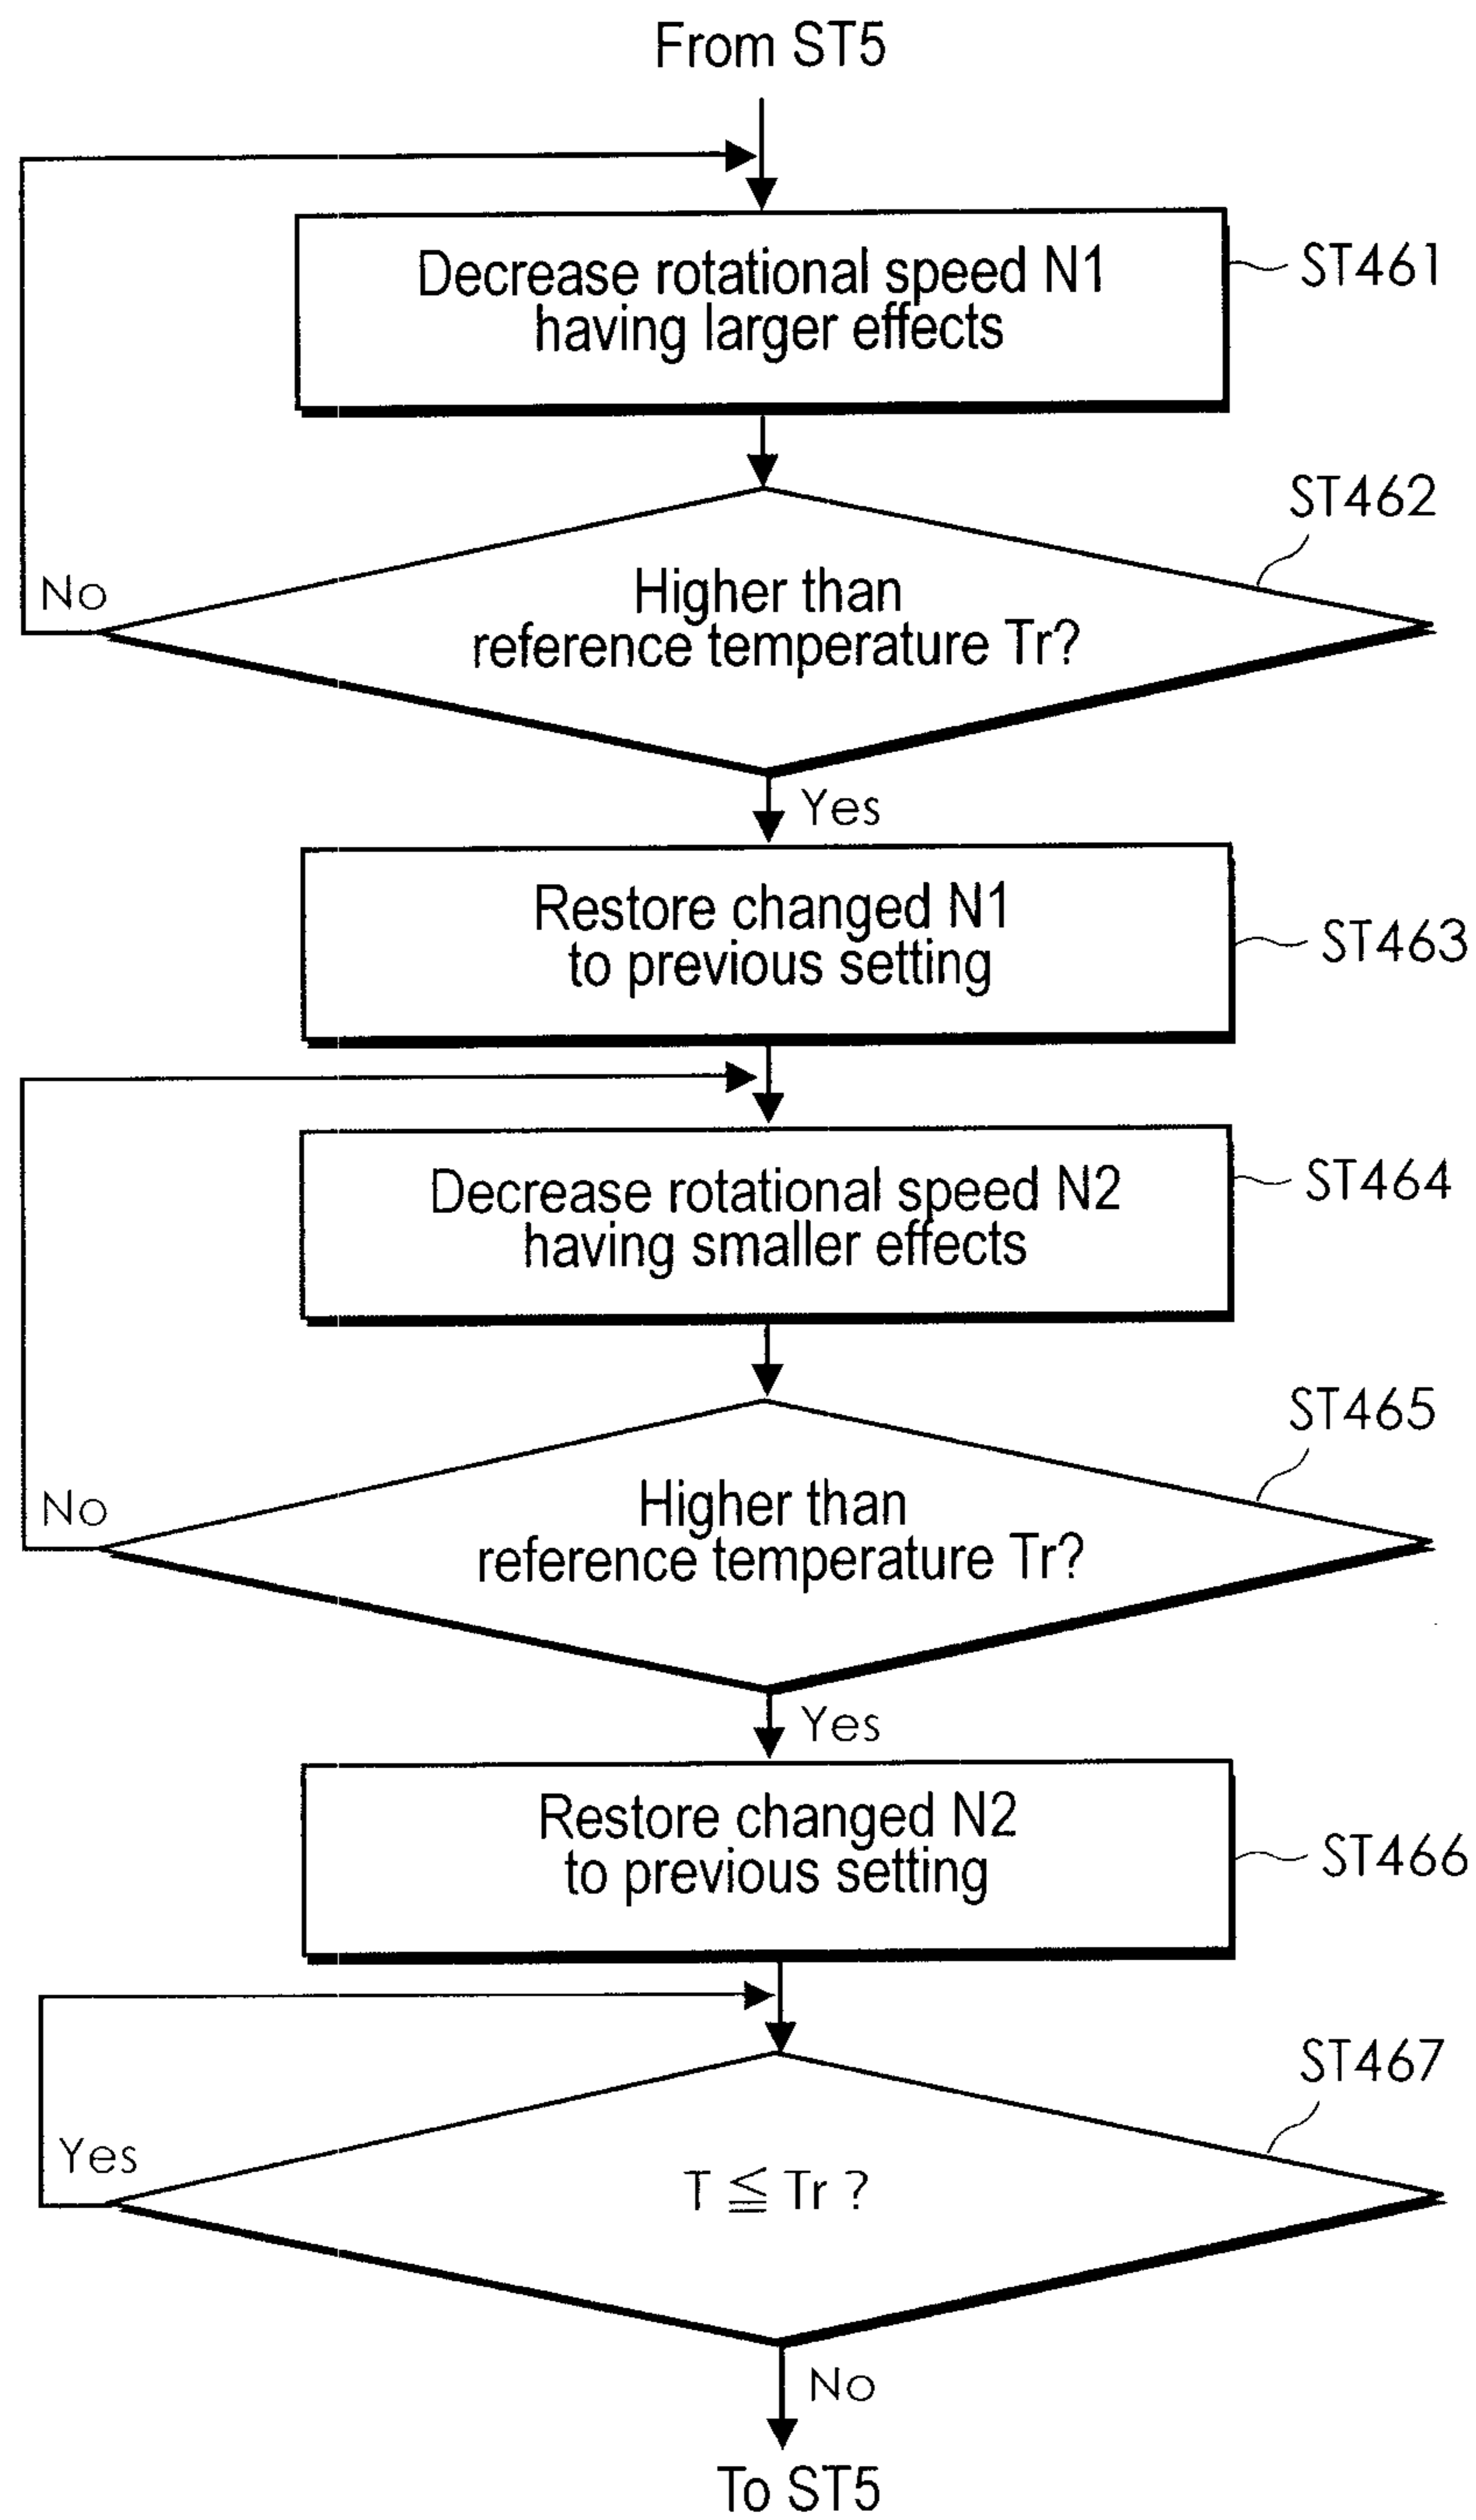 From ST5
Decrease rotational speed N1
having larger effects
ST461
ST462
Higher than
reference temperature Tr?
No
Yes
Restore changed N1
to previous setting
ST463
Decrease rotational speed N2
having smaller effects
ST464
ST465
Higher than
reference temperature Tr?
No
Yes
Restore changed N2
to previous setting
ST466
ST467
T ≦ Tr ?
Yes
No
To ST5